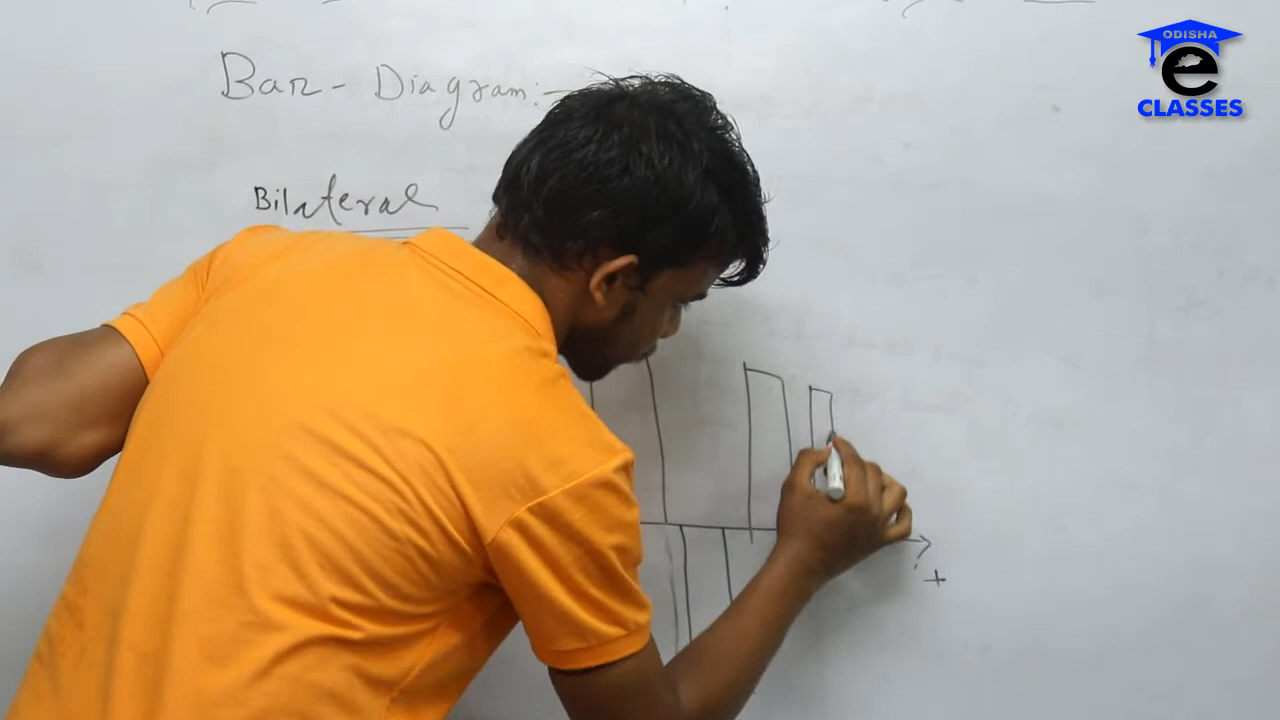 Bar - Diagram :-
ODISHA
e
CLASSES
Bilateral
+